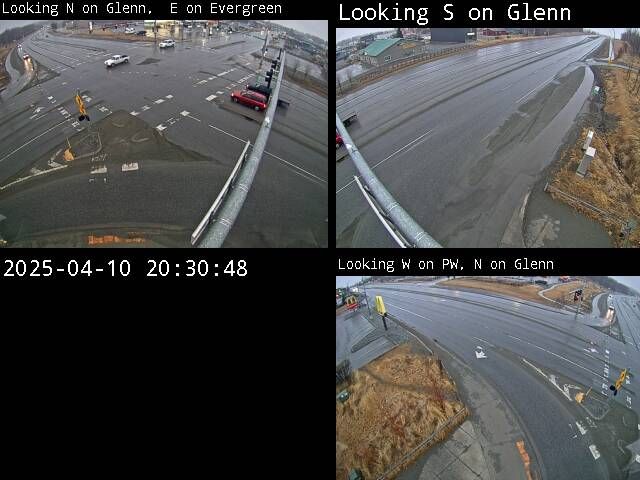 Looking N on Glenn,  E on Evergreen
Looking S on Glenn
2025-04-10 20:30:48
Looking W on PW, N on Glenn